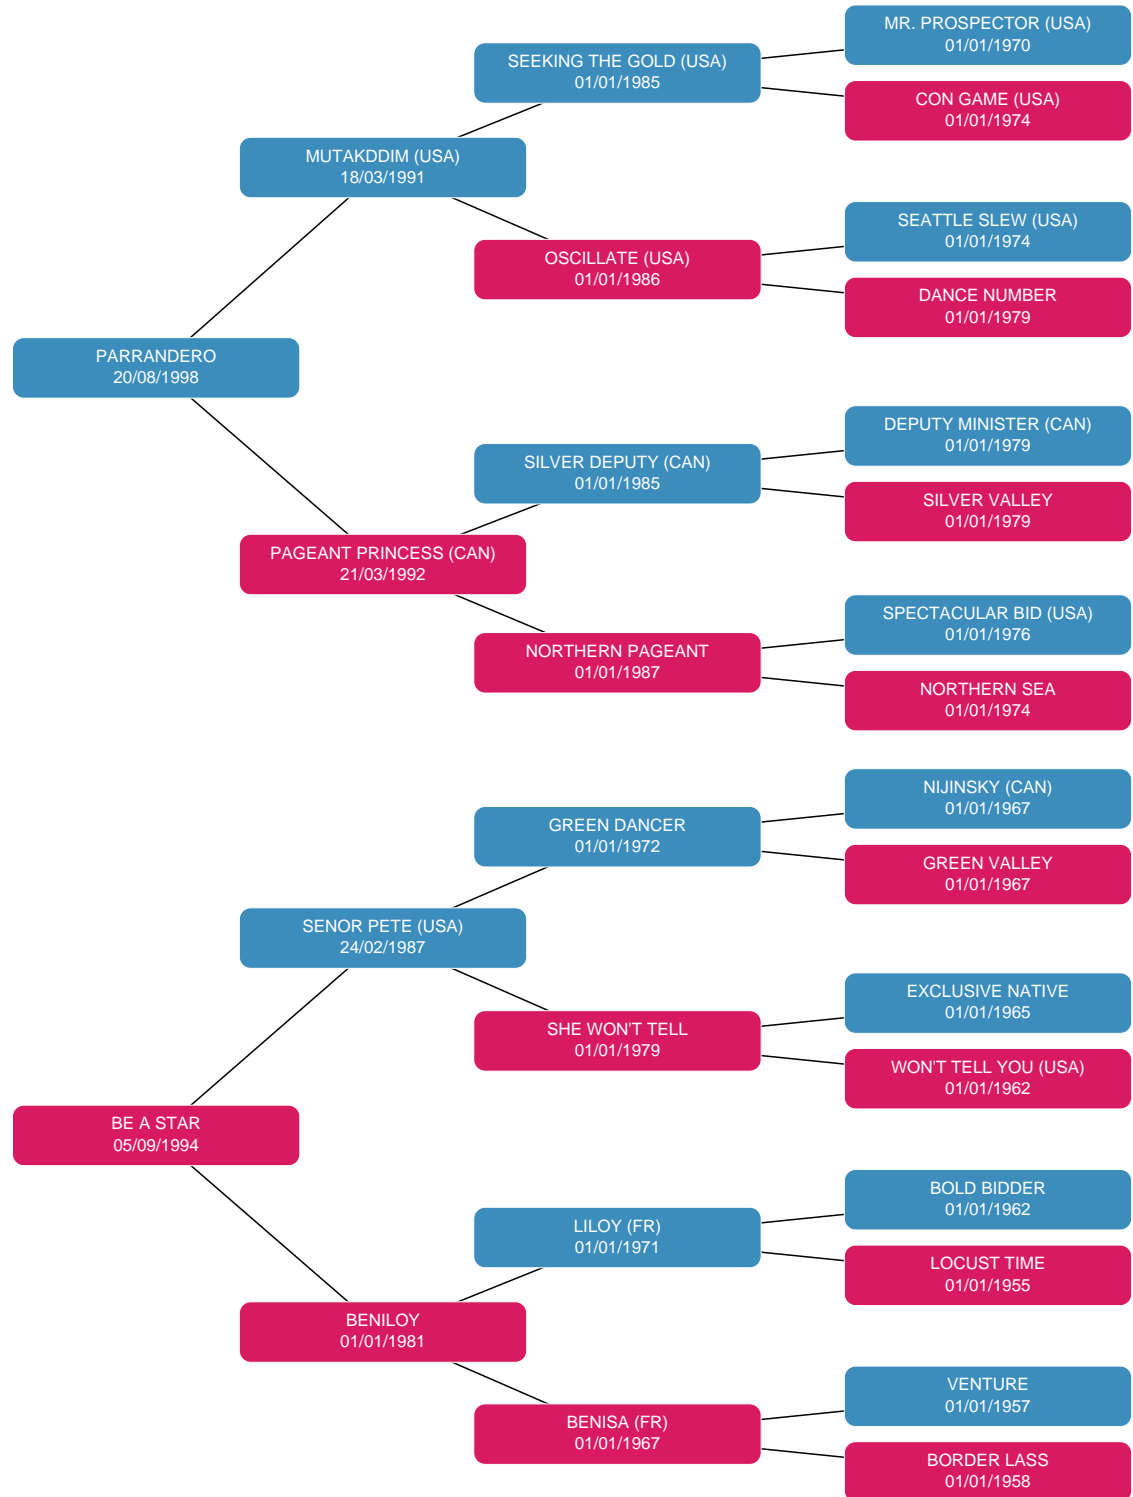 MR. PROSPECTOR (USA)
01/01/1970
SEEKING THE GOLD (USA)
01/01/1985
CON GAME (USA)
01/01/1974
MUTAKDDIM (USA)
18/03/1991
SEATTLE SLEW (USA)
01/01/1974
OSCILLATE (USA)
01/01/1986
DANCE NUMBER
01/01/1979
PARRANDERO
20/08/1998
DEPUTY MINISTER (CAN)
01/01/1979
SILVER DEPUTY (CAN)
01/01/1985
SILVER VALLEY
01/01/1979
PAGEANT PRINCESS (CAN)
21/03/1992
SPECTACULAR BID (USA)
01/01/1976
NORTHERN PAGEANT
01/01/1987
NORTHERN SEA
01/01/1974
NIJINSKY (CAN)
01/01/1967
GREEN DANCER
01/01/1972
GREEN VALLEY
01/01/1967
SENOR PETE (USA)
24/02/1987
EXCLUSIVE NATIVE
01/01/1965
SHE WON'T TELL
01/01/1979
WON'T TELL YOU (USA)
01/01/1962
BE A STAR
05/09/1994
BOLD BIDDER
01/01/1962
LILOY (FR)
01/01/1971
LOCUST TIME
01/01/1955
BENILOY
01/01/1981
VENTURE
01/01/1957
BENISA (FR)
01/01/1967
BORDER LASS
01/01/1958